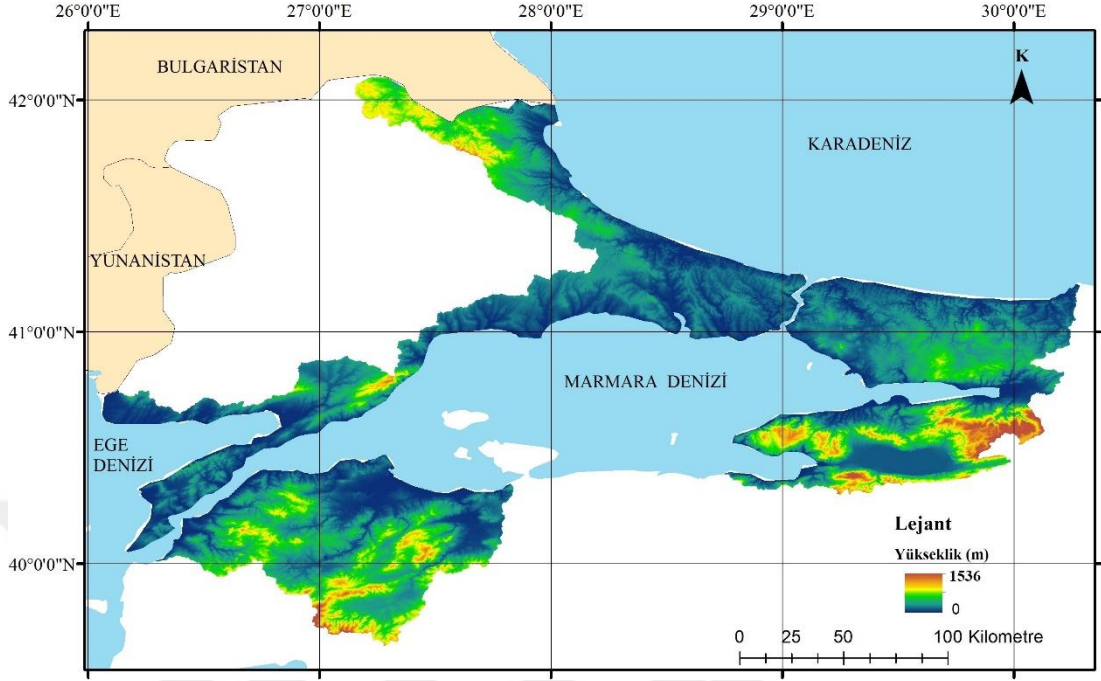 26°0'0"E 27°0'0"E 28°0'0"E 29°0'0"E 30°0'0"E
BULGARİSTAN
K
42°0'0"N
KARADENİZ
YUNANİSTAN
41°0'0"N
MARMARA DENİZİ
EGE
DENİZİ
40°0'0"N
Lejant
Yükseklik (m)
1536
0
0 25 50 100 Kilometre